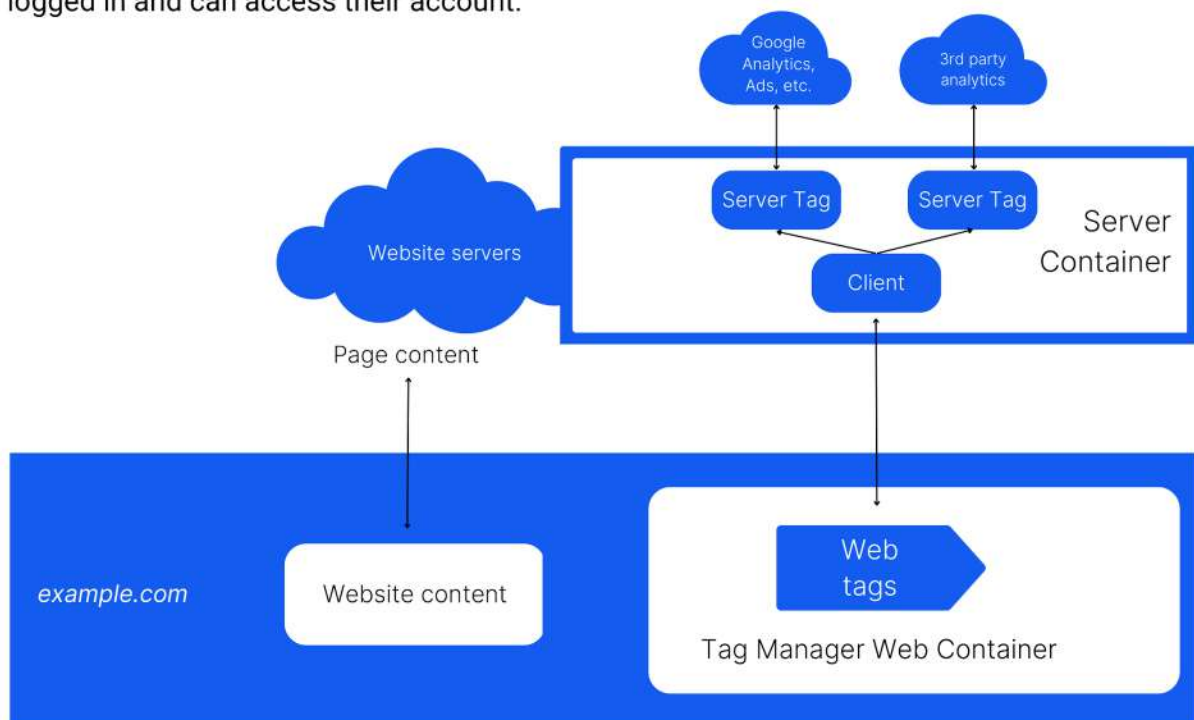 logged in and can access their account.
Google
Analytics,
Ads, etc.
3rd party
analytics
Server Tag
Server Tag
Server
Container
Website servers
Client
Page content
Web
tags
example.com
Website content
Tag Manager Web Container